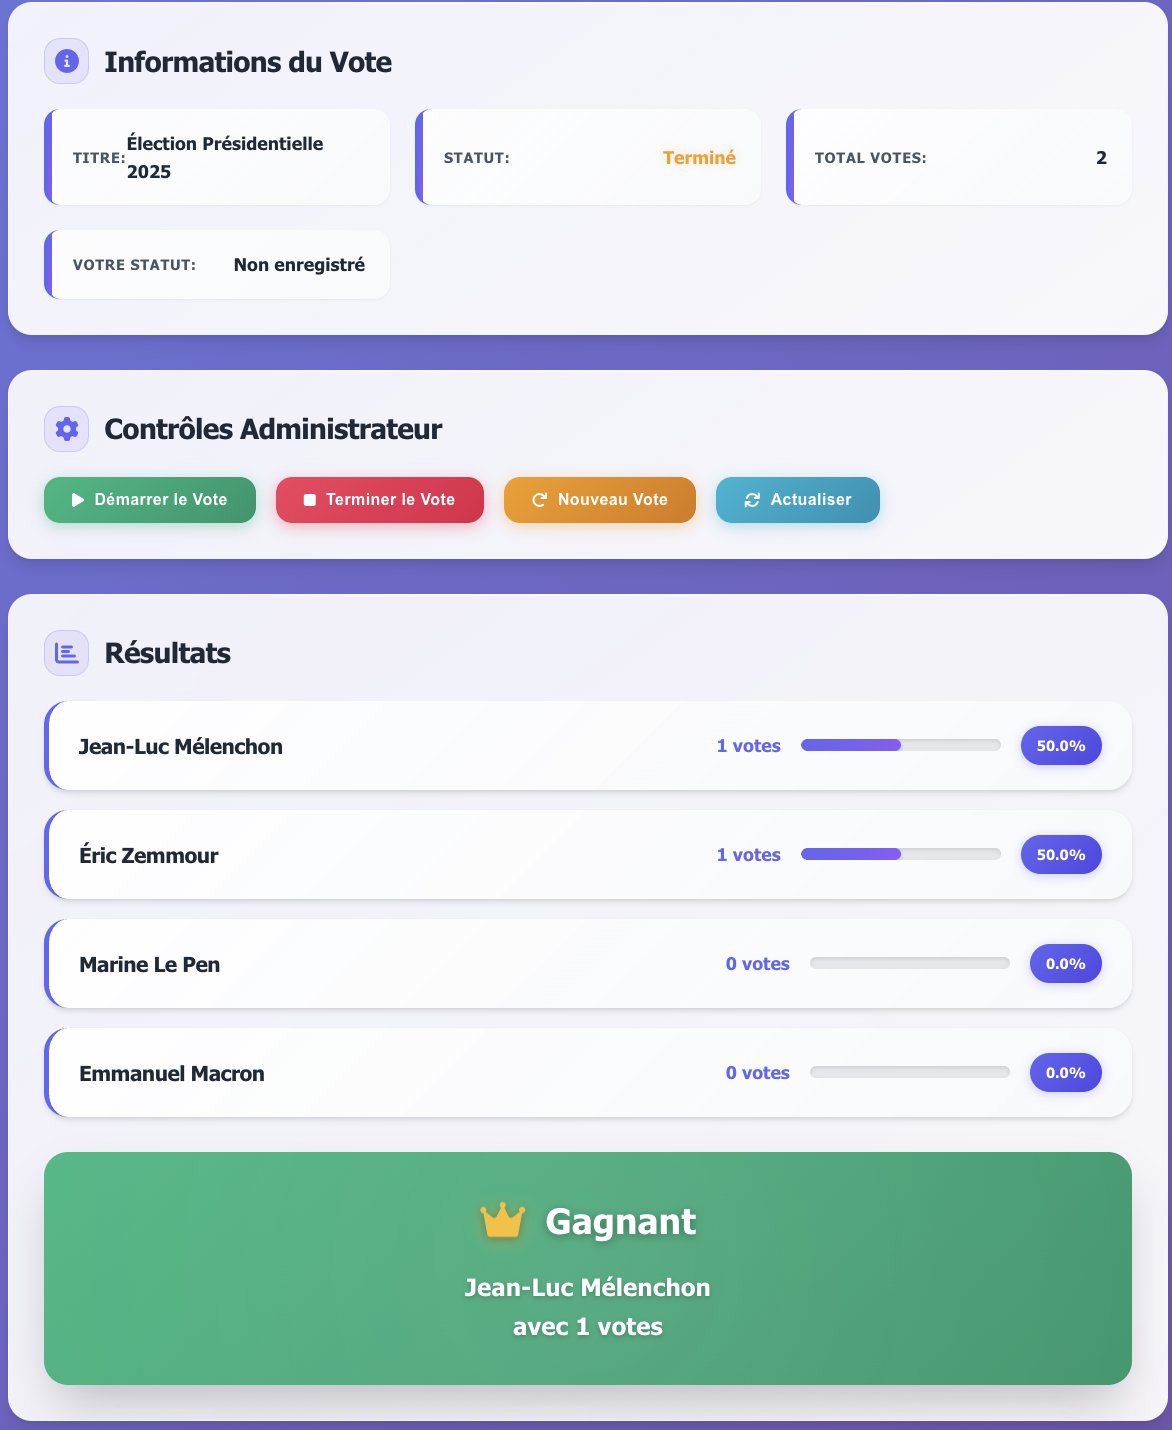 Informations du Vote
TITRE: Élection Présidentielle 2025
STATUT: Terminé
TOTAL VOTES: 2
VOTRE STATUT: Non enregistré
Contrôles Administrateur
Démarrer le Vote
Terminer le Vote
Nouveau Vote
Actualiser
Résultats
Jean-Luc Mélenchon 1 votes 50.0%
Éric Zemmour 1 votes 50.0%
Marine Le Pen 0 votes 0.0%
Emmanuel Macron 0 votes 0.0%
Gagnant
Jean-Luc Mélenchon
avec 1 votes